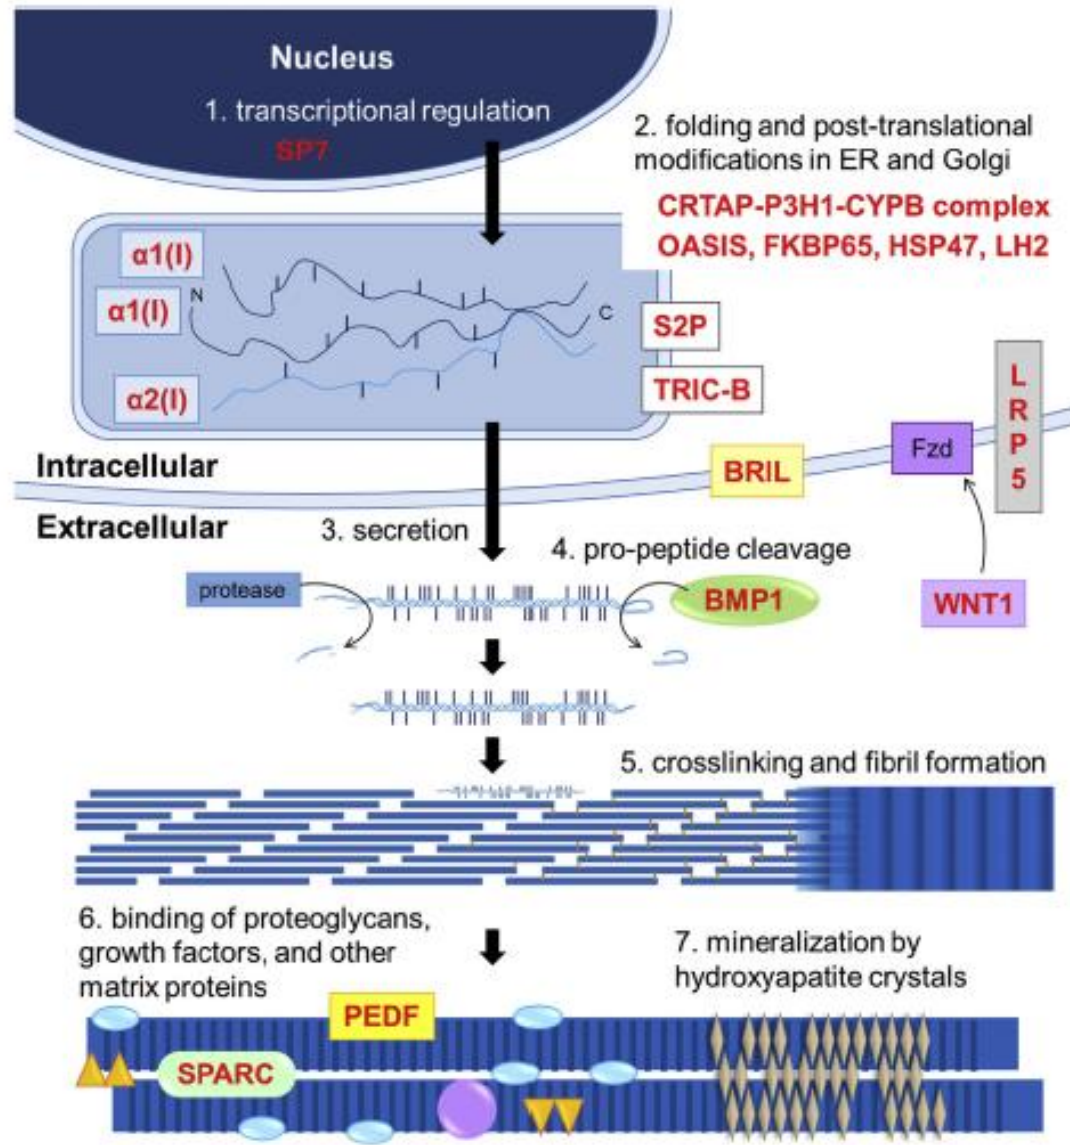 Nucleus
1. transcriptional regulation
SP7
2. folding and post-translational
modifications in ER and Golgi
CRTAP-P3H1-CYPB complex
OASIS, FKBP65, HSP47, LH2
α1(I)
N
α1(I)
C
S2P
α2(I)
TRIC-B
L
R
P
5
Fzd
BRIL
Intracellular
Extracellular
3. secretion
4. pro-peptide cleavage
protease
BMP1
WNT1
5. crosslinking and fibril formation
6. binding of proteoglycans,
growth factors, and other
matrix proteins
7. mineralization by
hydroxyapatite crystals
PEDF
SPARC